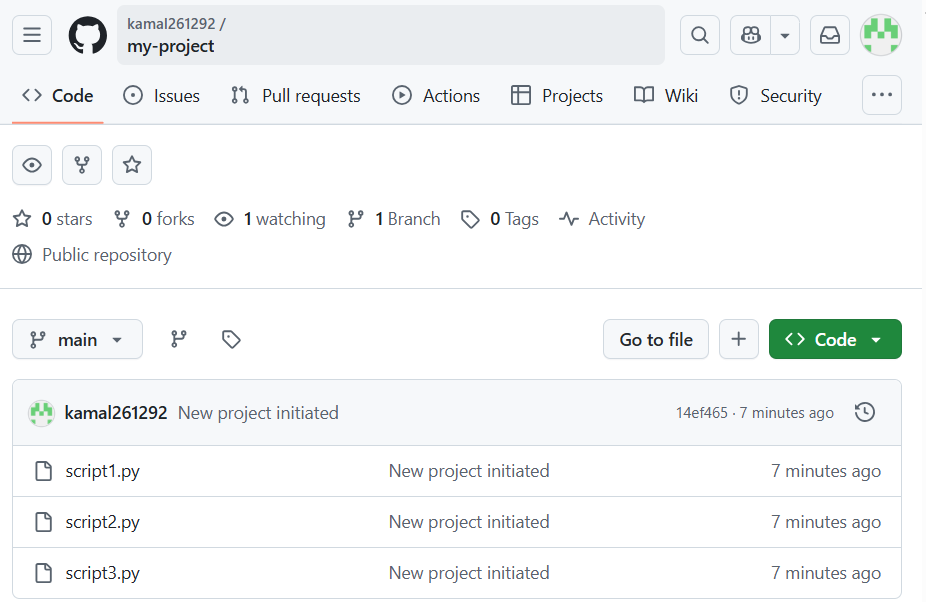 kamal261292 /
my-project
Code Issues Pull requests Actions Projects Wiki Security
0 stars 0 forks 1 watching 1 Branch 0 Tags Activity
Public repository
main Go to file Code
kamal261292 New project initiated 14ef465 · 7 minutes ago
script1.py New project initiated 7 minutes ago
script2.py New project initiated 7 minutes ago
script3.py New project initiated 7 minutes ago